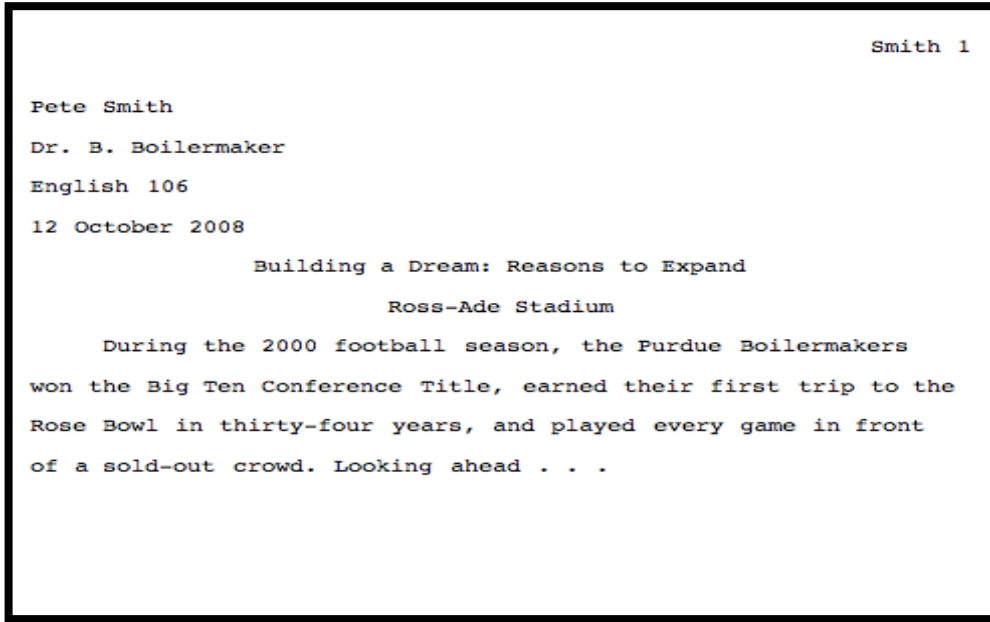 Smith 1
Pete Smith
Dr. B. Boilermaker
English 106
12 October 2008
Building a Dream: Reasons to Expand
Ross-Ade Stadium
During the 2000 football season, the Purdue Boilermakers
won the Big Ten Conference Title, earned their first trip to the
Rose Bowl in thirty-four years, and played every game in front
of a sold-out crowd. Looking ahead . . .